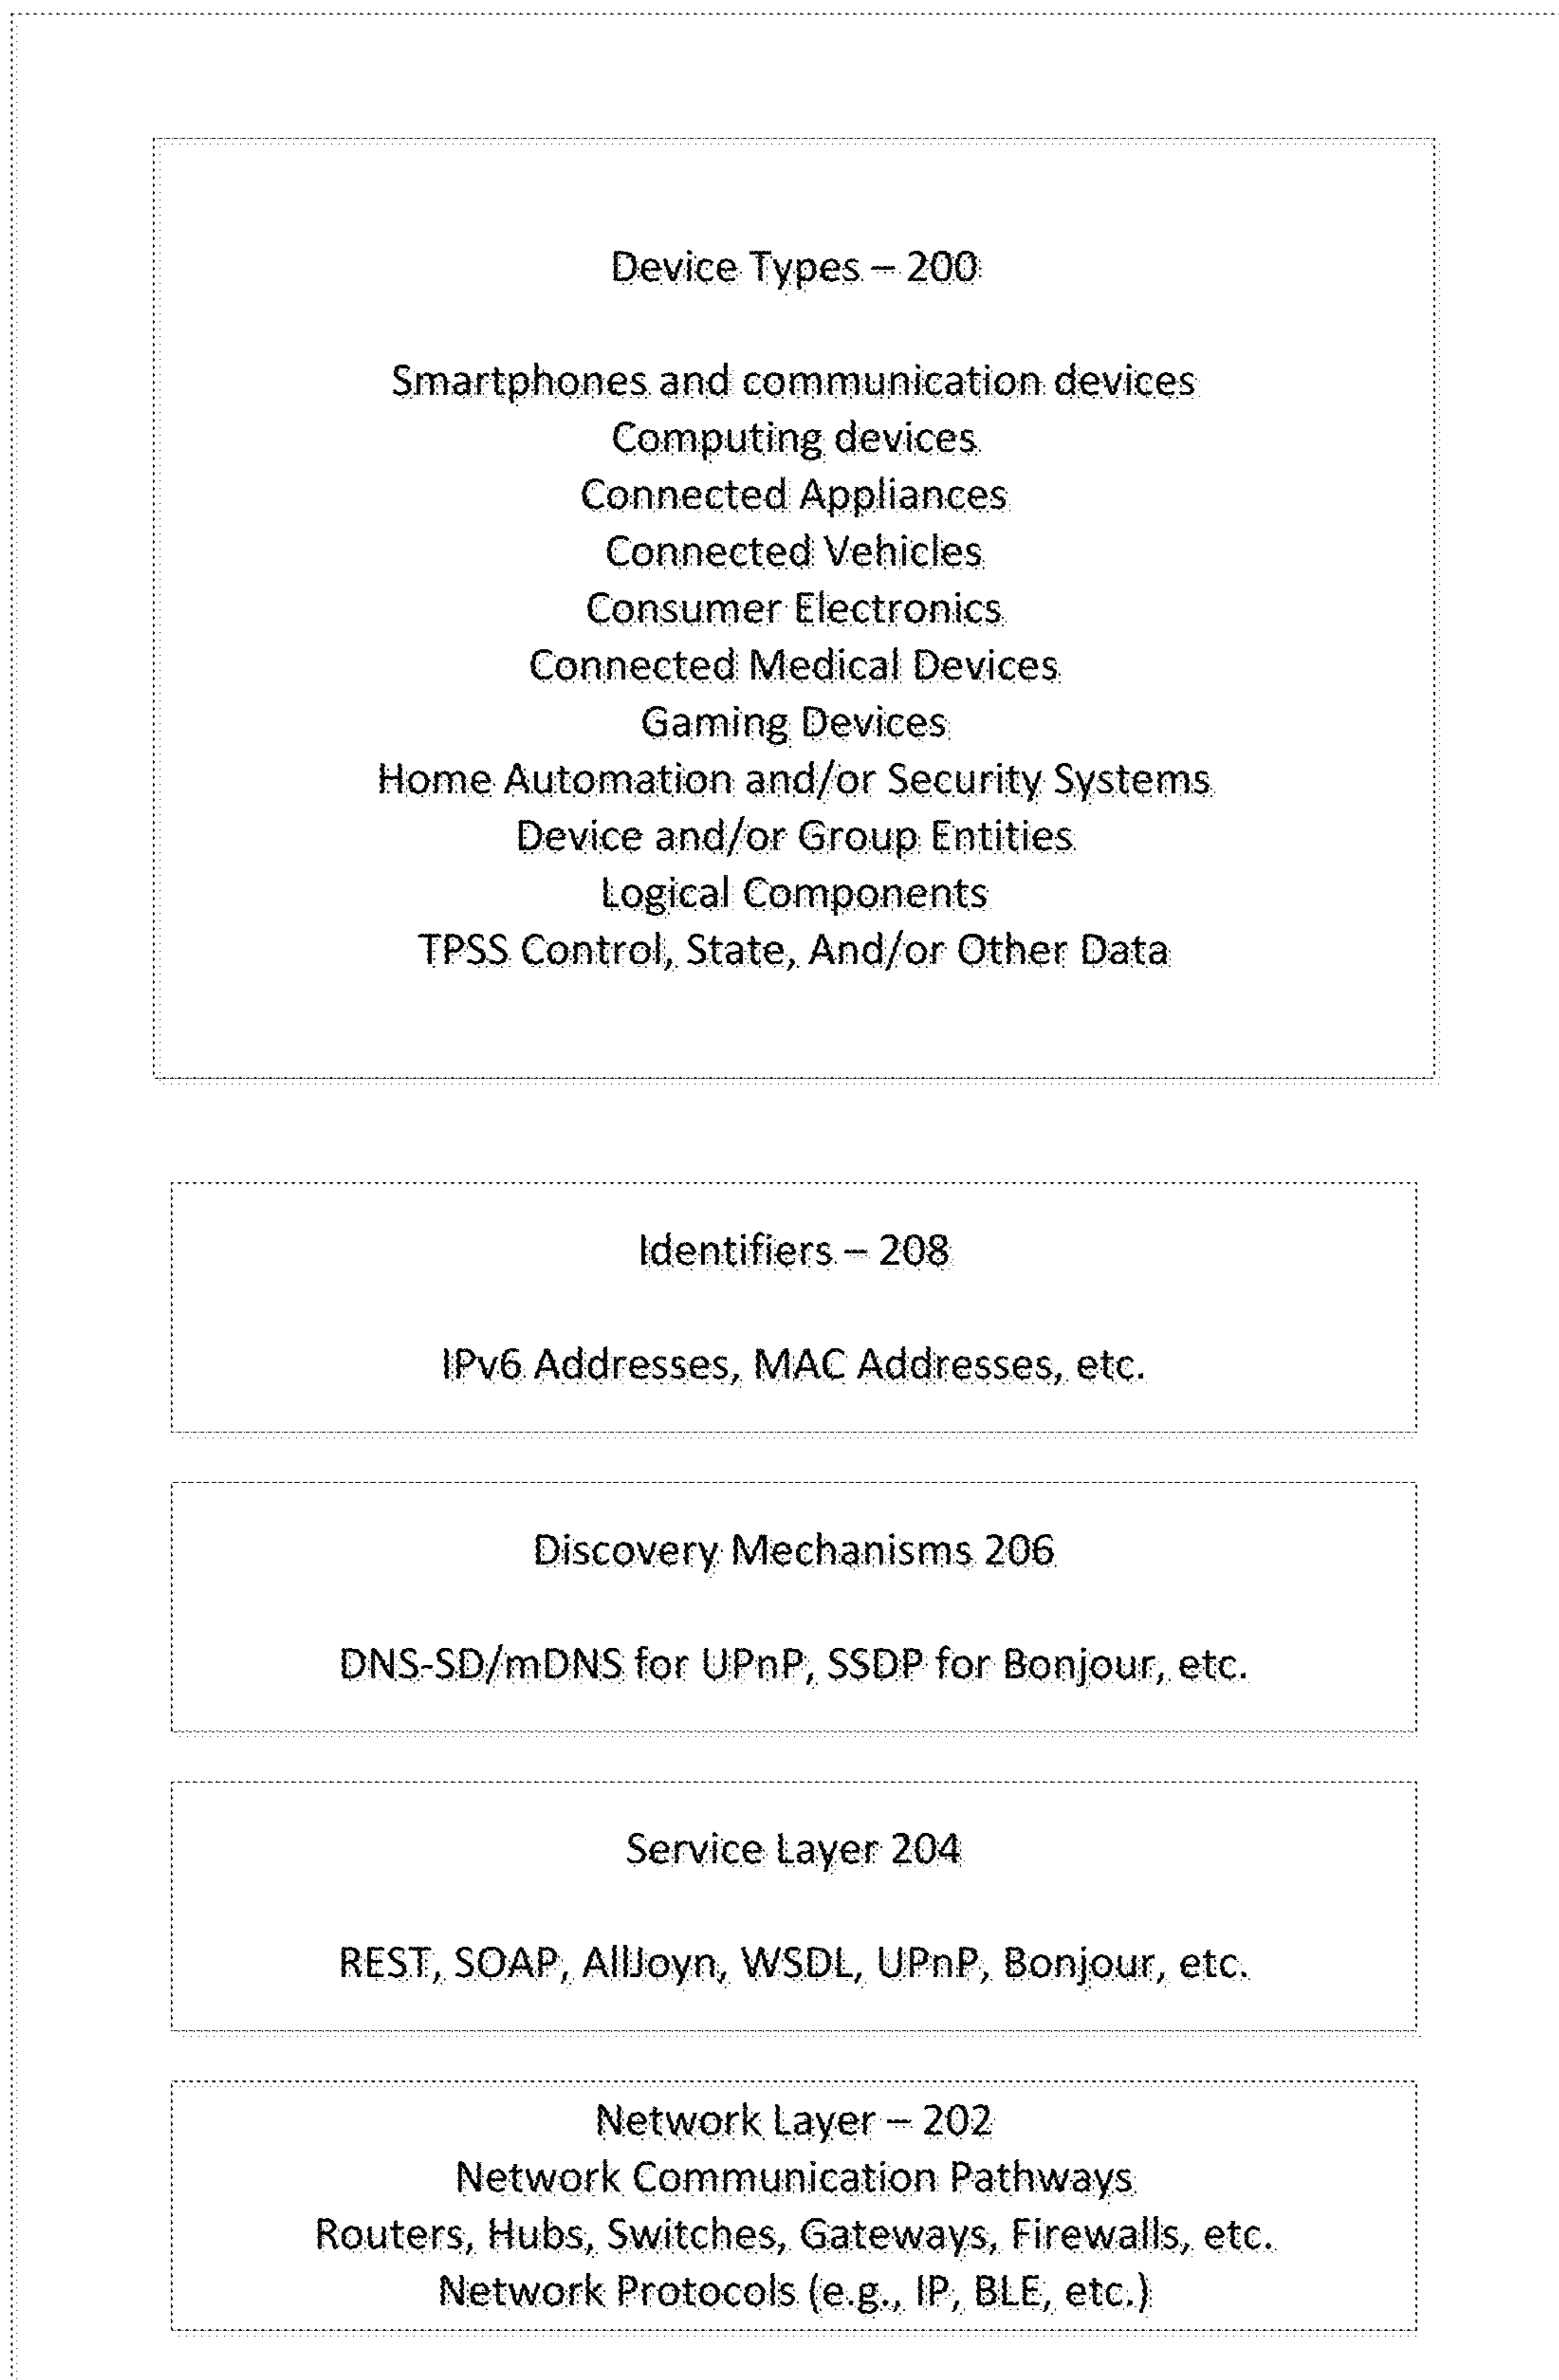 Device Types – 200
Smartphones and communication devices
Computing devices
Connected Appliances
Connected Vehicles
Consumer Electronics
Connected Medical Devices
Gaming Devices
Home Automation and/or Security Systems
Device and/or Group Entities
Logical Components
TPSS Control, State, And/or Other Data
Identifiers – 208
IPv6 Addresses, MAC Addresses, etc.
Discovery Mechanisms 206
DNS-SD/mDNS for UPnP, SSDP for Bonjour, etc.
Service Layer 204
REST, SOAP, AllJoyn, WSDL, UPnP, Bonjour, etc.
Network Layer – 202
Network Communication Pathways
Routers, Hubs, Switches, Gateways, Firewalls, etc.
Network Protocols (e.g., IP, BLE, etc.)